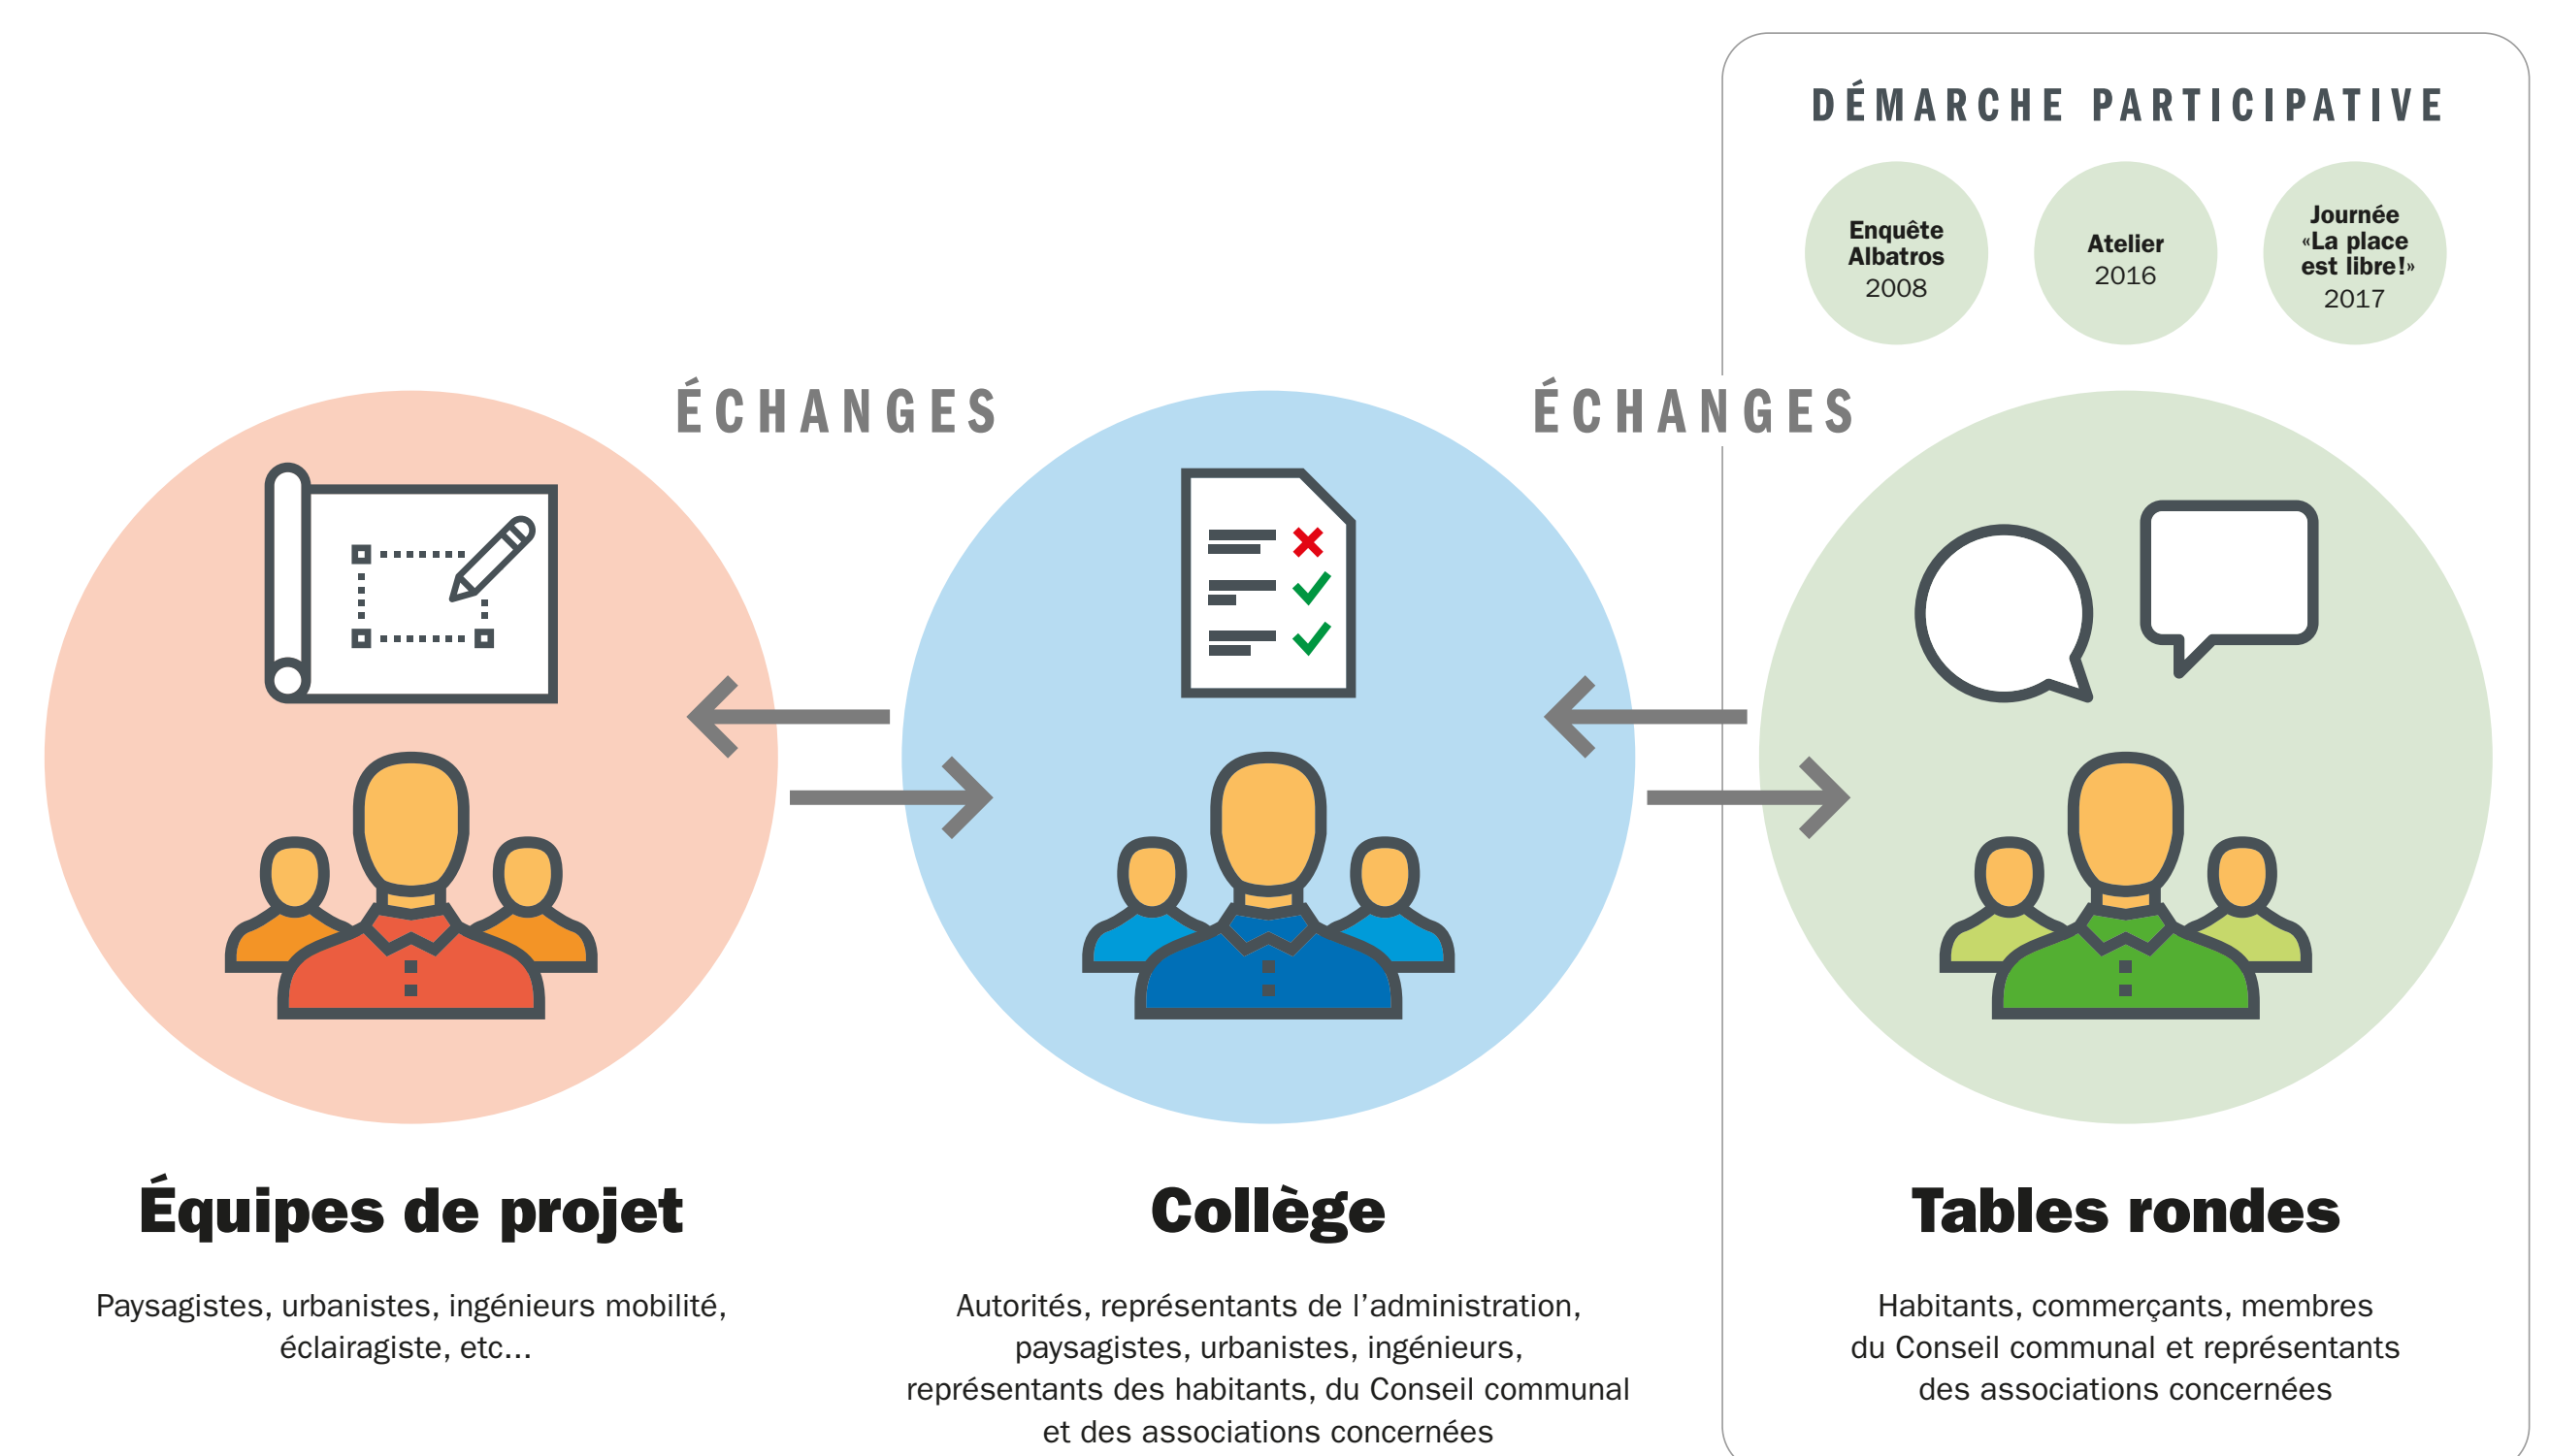 DÉMARCHE PARTICIPATIVE
Enquête
Albatros
2008
Atelier
2016
Journée
«La place
est libre!»
2017
ÉCHANGES
ÉCHANGES
Équipes de projet
Paysagistes, urbanistes, ingénieurs mobilité,
éclairagiste, etc...
Collège
Autorités, représentants de l’administration,
paysagistes, urbanistes, ingénieurs,
représentants des habitants, du Conseil communal
et des associations concernées
Tables rondes
Habitants, commerçants, membres
du Conseil communal et représentants
des associations concernées